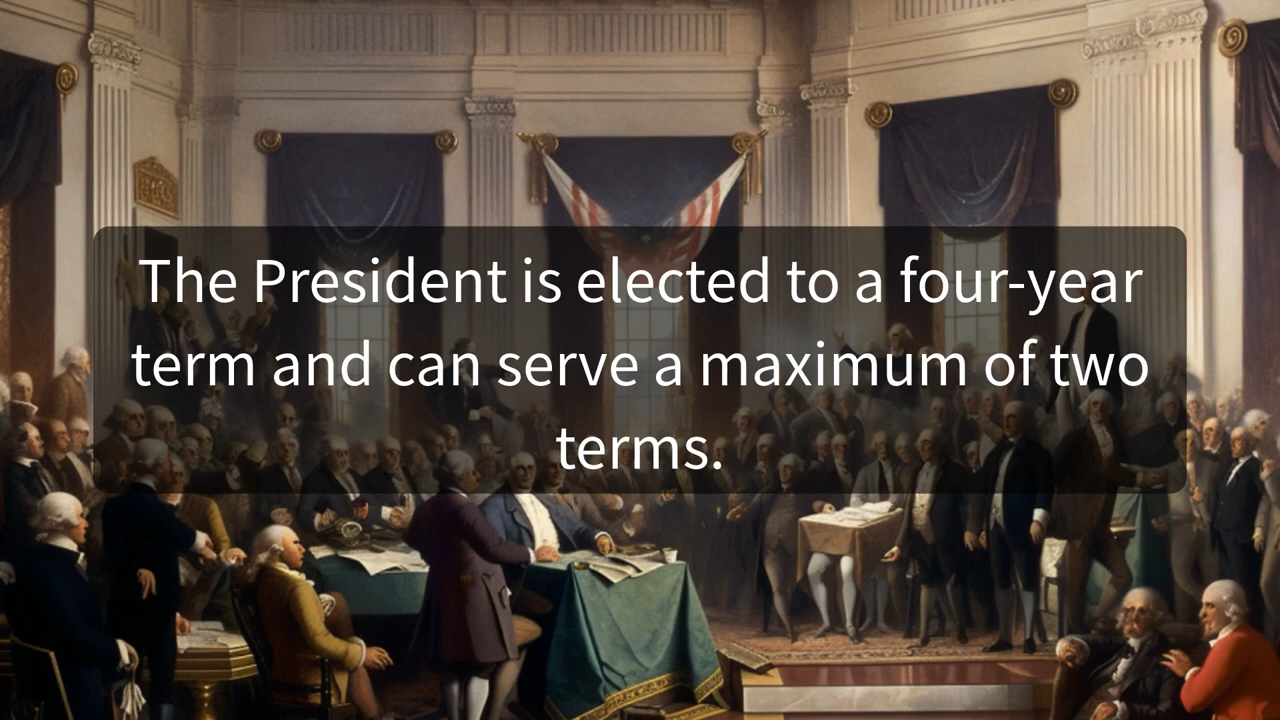 The President is elected to a four-year
term and can serve a maximum of two
terms.